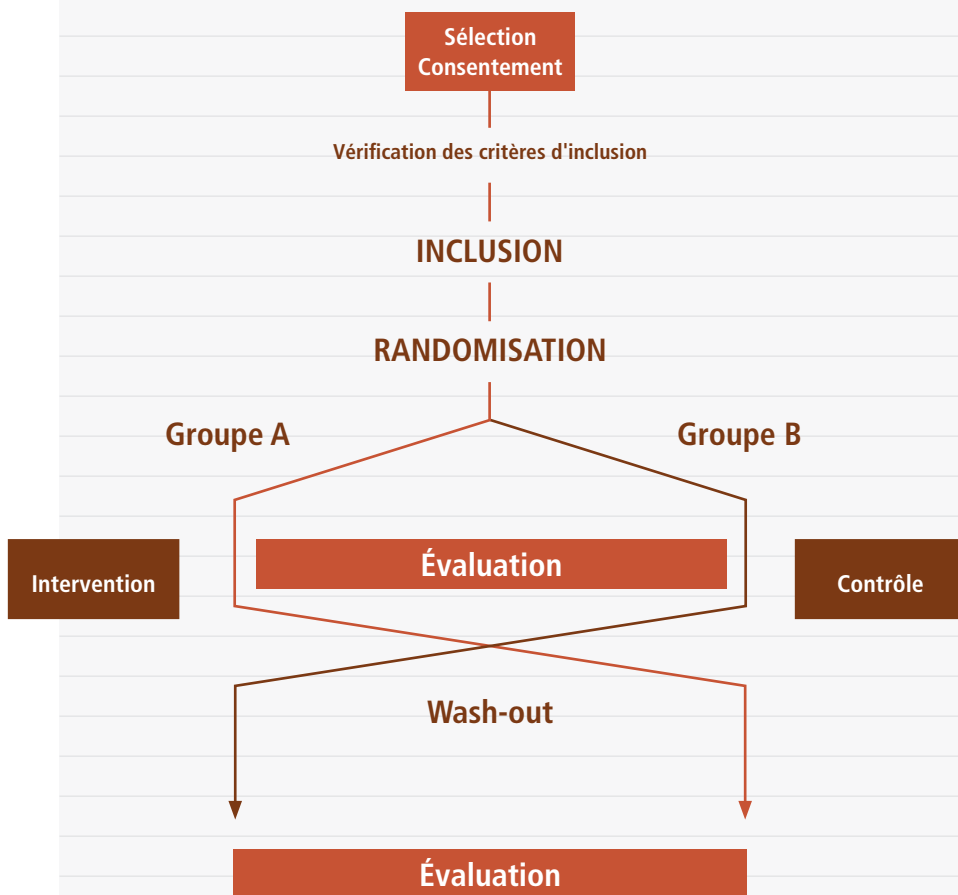 Sélection
Consentement
Vérification des critères d'inclusion
INCLUSION
RANDOMISATION
Groupe A
Groupe B
Intervention
Évaluation
Contrôle
Wash-out
Évaluation